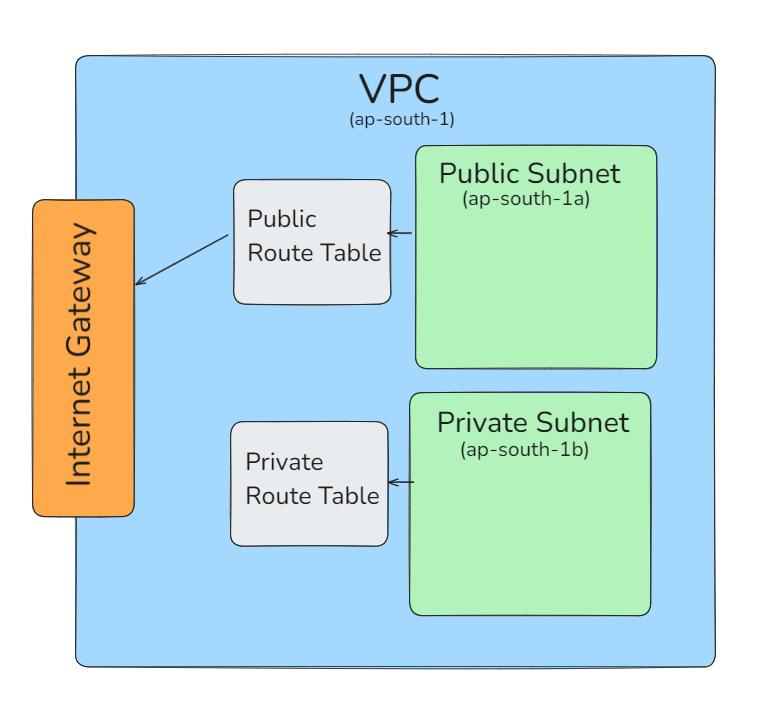 VPC
(ap-south-1)
Public Subnet
(ap-south-1a)
Public
Route Table
Internet Gateway
Private Subnet
(ap-south-1b)
Private
Route Table